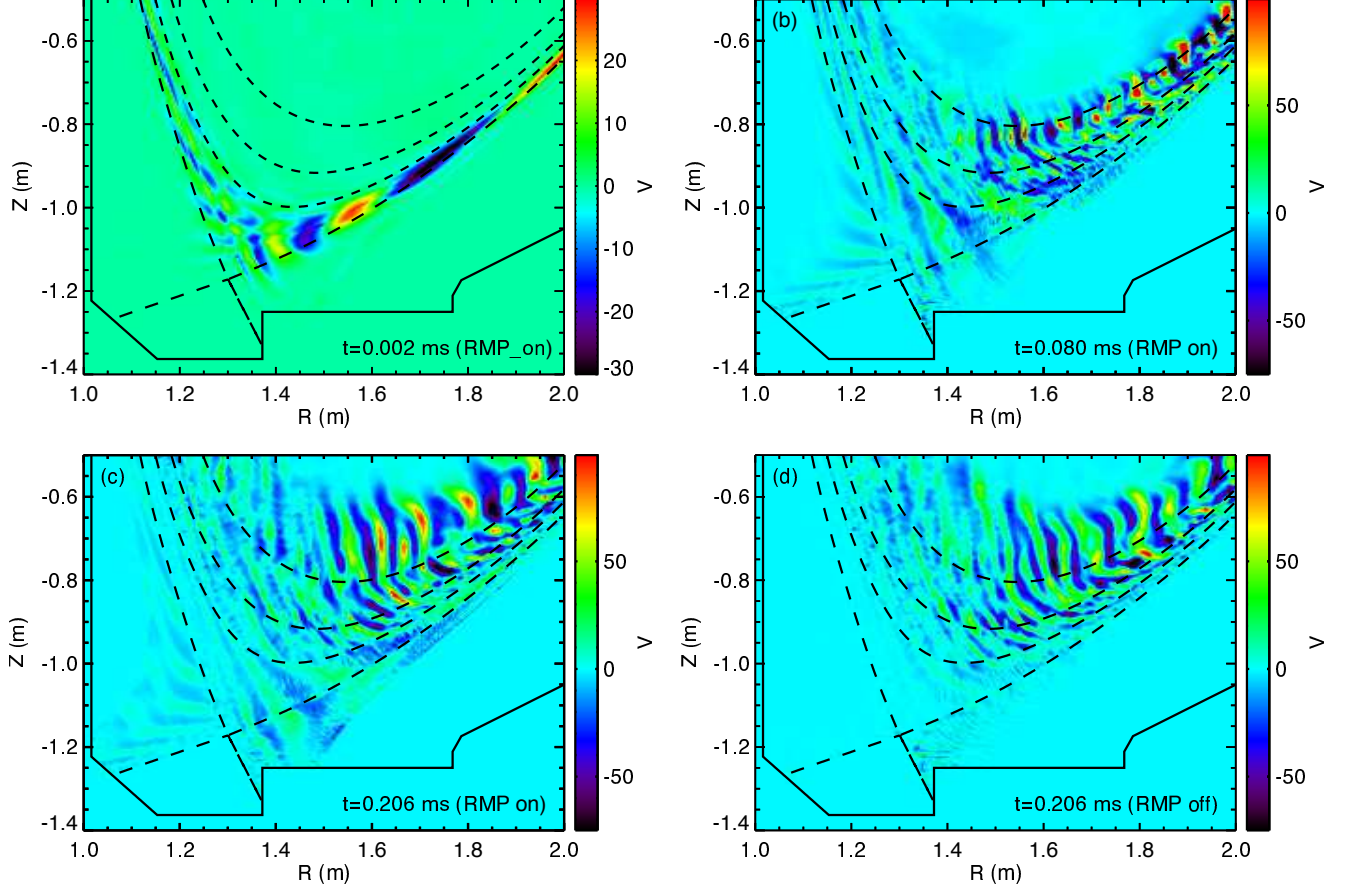 -0.6
-0.8
-1.0
-1.2
-1.4
Z (m)
1.0 1.2 1.4 1.6 1.8 2.0
R (m)
t=0.002 ms (RMP_on)
20
10
0
-10
-20
-30
V
(b)
-0.6
-0.8
-1.0
-1.2
-1.4
Z (m)
1.0 1.2 1.4 1.6 1.8 2.0
R (m)
t=0.080 ms (RMP on)
50
0
-50
V
(c)
-0.6
-0.8
-1.0
-1.2
-1.4
Z (m)
1.0 1.2 1.4 1.6 1.8 2.0
R (m)
t=0.206 ms (RMP on)
50
0
-50
V
(d)
-0.6
-0.8
-1.0
-1.2
-1.4
Z (m)
1.0 1.2 1.4 1.6 1.8 2.0
R (m)
t=0.206 ms (RMP off)
50
0
-50
V